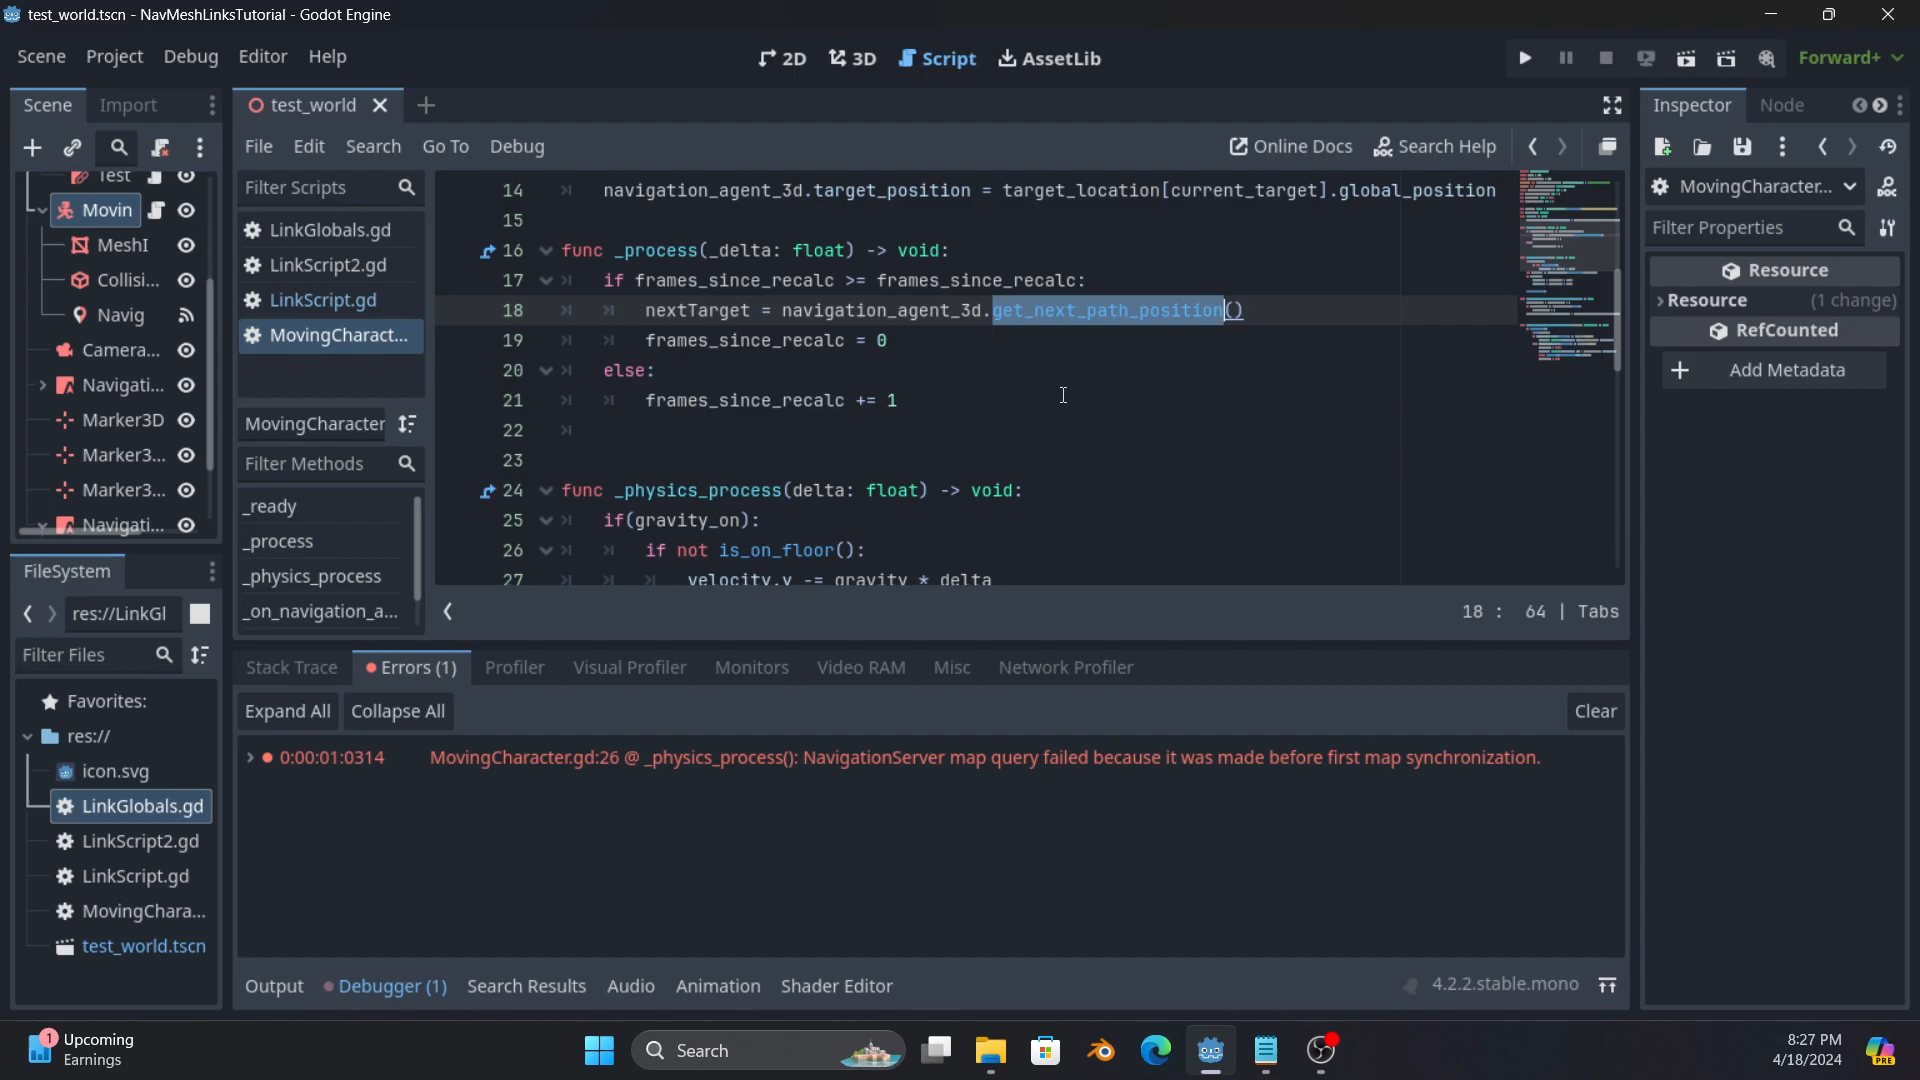 test_world.tscn - NavMeshLinksTutorial - Godot Engine
Scene Project Debug Editor Help
2D 3D Script AssetLib
Forward+
Scene Import
test_world
Inspector Node
File Edit Search Go To Debug
Online Docs Search Help
Test
Movin
MeshI
Collisi...
Navig
Camera...
Navigati...
Marker3D
Marker3...
Marker3...
Navigati...
Filter Scripts
LinkGlobals.gd
LinkScript2.gd
LinkScript.gd
MovingCharact...
MovingCharacter
Filter Methods
_ready
_process
_physics_process
_on_navigation_a...
14 navigation_agent_3d.target_position = target_location[current_target].global_position
15
16 func _process(_delta: float) -> void:
17 if frames_since_recalc >= frames_since_recalc:
18 nextTarget = navigation_agent_3d.get_next_path_position()
19 frames_since_recalc = 0
20 else:
21 frames_since_recalc += 1
22
23
24 func _physics_process(delta: float) -> void:
25 if(gravity_on):
26 if not is_on_floor():
27 velocity.y -= gravity * delta
18 : 64 | Tabs
MovingCharacter...
Filter Properties
Resource
Resource (1 change)
RefCounted
Add Metadata
FileSystem
res://LinkGl
Filter Files
Favorites:
res://
icon.svg
LinkGlobals.gd
LinkScript2.gd
LinkScript.gd
MovingChara...
test_world.tscn
Stack Trace Errors (1) Profiler Visual Profiler Monitors Video RAM Misc Network Profiler
Expand All Collapse All Clear
0:00:01:0314 MovingCharacter.gd:26 @ _physics_process(): NavigationServer map query failed because it was made before first map synchronization.
Output Debugger (1) Search Results Audio Animation Shader Editor
4.2.2.stable.mono
1
Upcoming
Earnings
Search
8:27 PM
4/18/2024
PRE